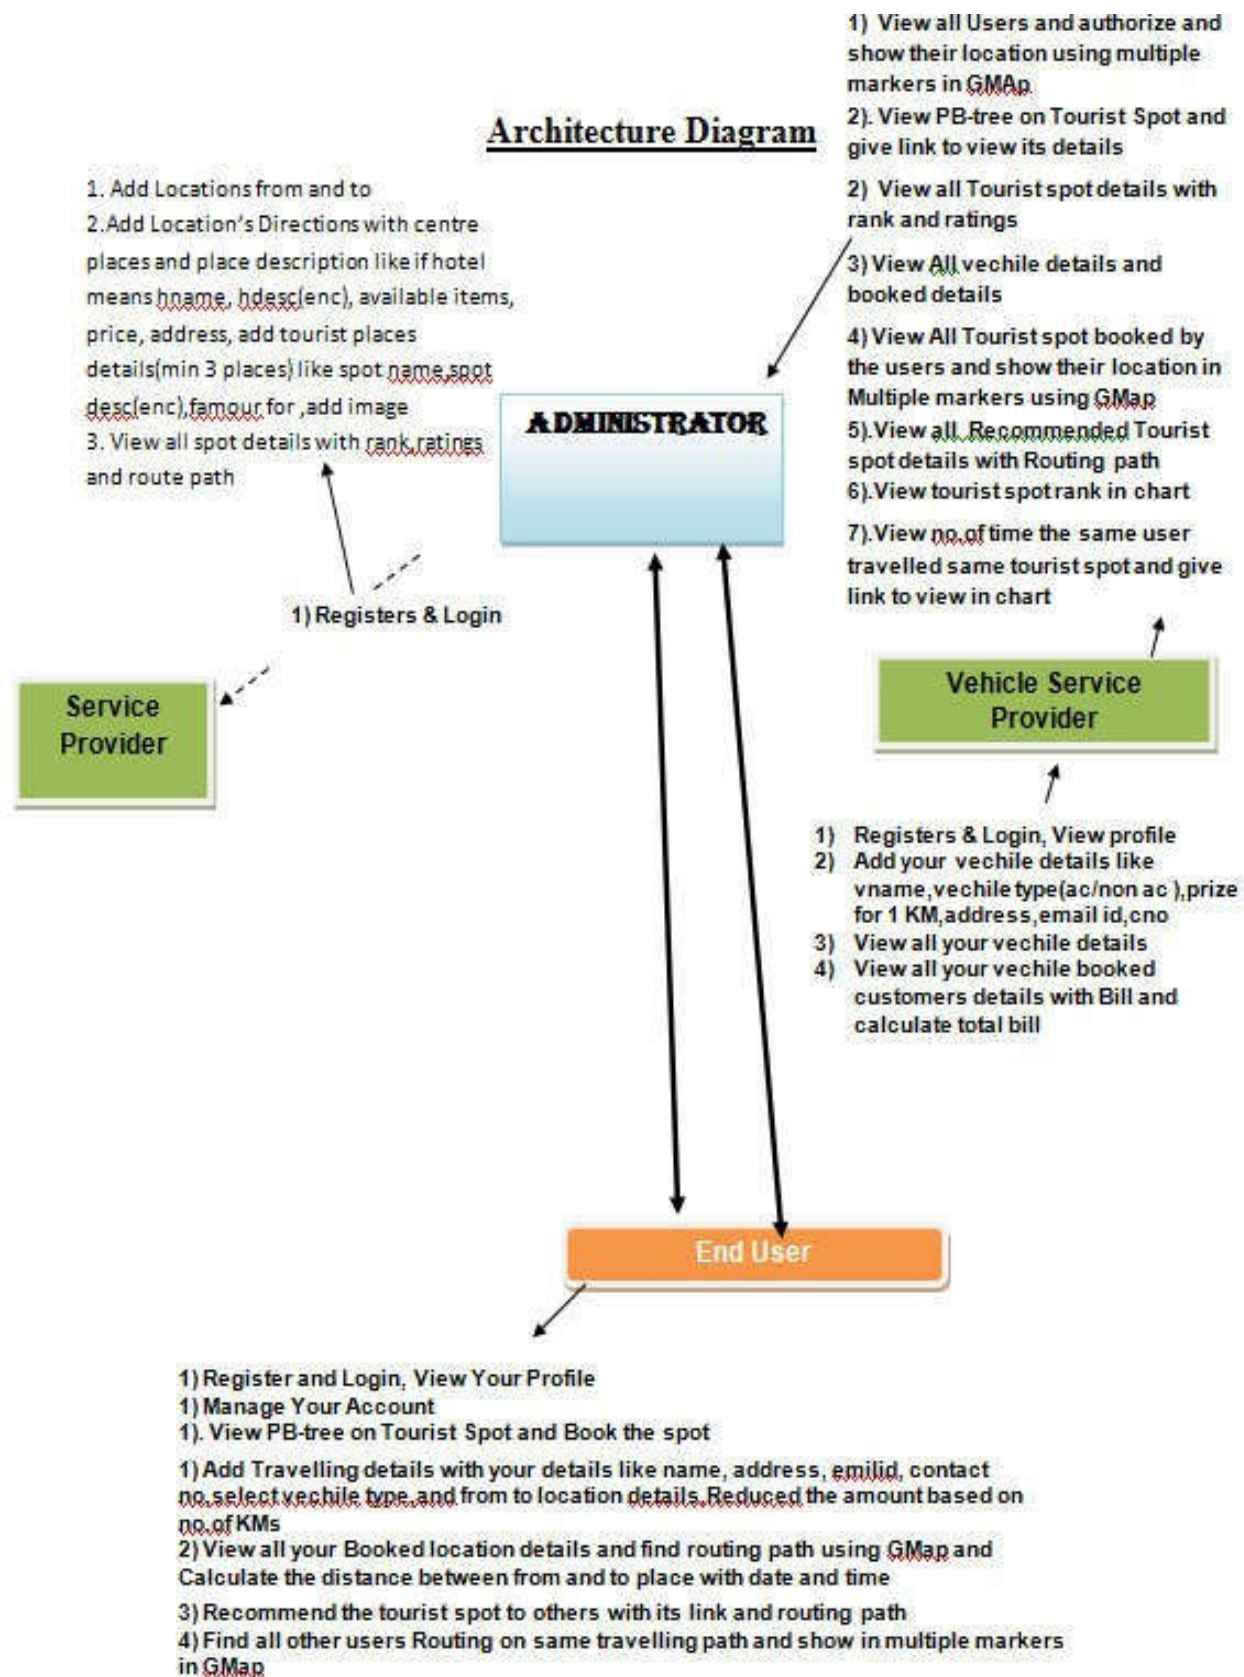 1) View all Users and authorize and
show their location using multiple
markers in GMAp
2). View PB-tree on Tourist Spot and
give link to view its details
2) View all Tourist spot details with
rank and ratings
3) View All vechile details and
booked details
4) View All Tourist spot booked by
the users and show their location in
Multiple markers using GMap
5).View all Recommended Tourist
spot details with Routing path
6).View tourist spot rank in chart
7).View no.of time the same user
travelled same tourist spot and give
link to view in chart
Architecture Diagram
1. Add Locations from and to
2.Add Location's Directions with centre
places and place description like if hotel
means hname, hdesc(enc), available items,
price, address, add tourist places
details(min 3 places) like spot name,spot
desc(enc),famour for ,add image
3. View all spot details with rank,ratings
and route path
ADMINISTRATOR
1) Registers & Login
Service
Provider
Vehicle Service
Provider
1) Registers & Login, View profile
2) Add your vechile details like
vname,vechile type(ac/non ac ),prize
for 1 KM,address,email id,cno
3) View all your vechile details
4) View all your vechile booked
customers details with Bill and
calculate total bill
End User
1) Register and Login, View Your Profile
1) Manage Your Account
1). View PB-tree on Tourist Spot and Book the spot
1) Add Travelling details with your details like name, address, emilid, contact
no,select vechile type,and from to location details,Reduced the amount based on
no.of KMs
2) View all your Booked location details and find routing path using GMap and
Calculate the distance between from and to place with date and time
3) Recommend the tourist spot to others with its link and routing path
4) Find all other users Routing on same travelling path and show in multiple markers
in GMap